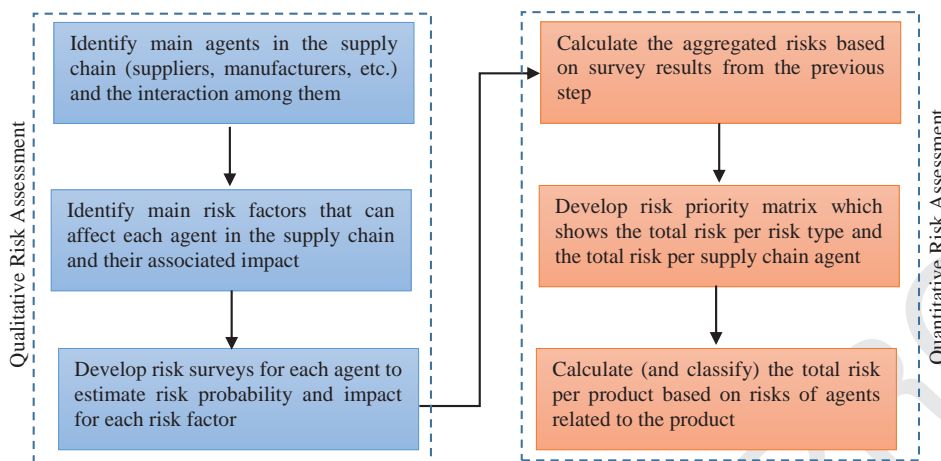 Qualitative Risk Assessment
Identify main agents in the supply
chain (suppliers, manufacturers, etc.)
and the interaction among them
Identify main risk factors that can
affect each agent in the supply chain
and their associated impact
Develop risk surveys for each agent to
estimate risk probability and impact
for each risk factor
Calculate the aggregated risks based
on survey results from the previous
step
Develop risk priority matrix which
shows the total risk per risk type and
the total risk per supply chain agent
Calculate (and classify) the total risk
per product based on risks of agents
related to the product
Quantitative Risk Assessment